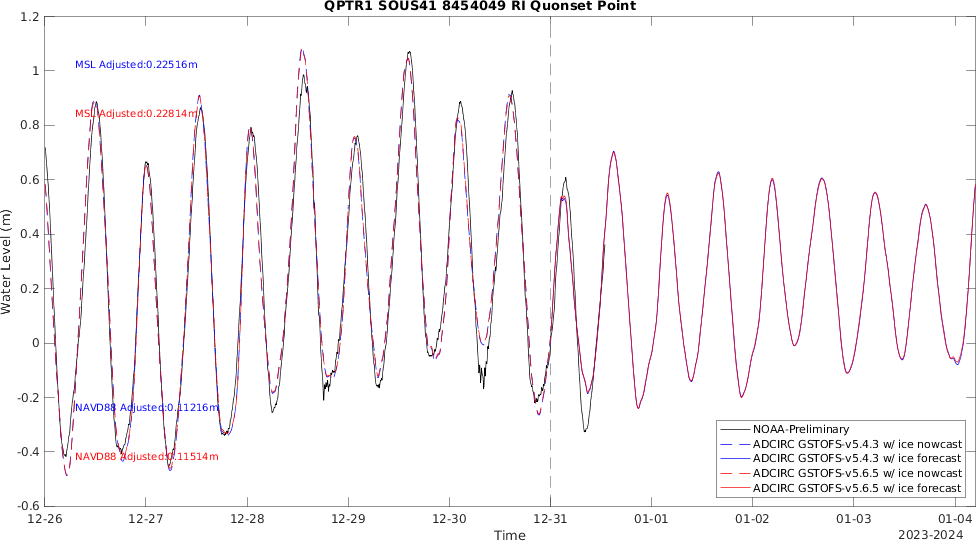 QPTR1 SOUS41 8454049 RI Quonset Point
1.2
1
0.8
0.6
0.4
0.2
0
-0.2
-0.4
-0.6
Water Level (m)
MSL Adjusted:0.22516m
MSL Adjusted:0.22814m
NAVD88 Adjusted:0.11216m
NAVD88 Adjusted:0.11514m
NOAA-Preliminary
ADCIRC GSTOFS-v5.4.3 w/ ice nowcast
ADCIRC GSTOFS-v5.4.3 w/ ice forecast
ADCIRC GSTOFS-v5.6.5 w/ ice nowcast
ADCIRC GSTOFS-v5.6.5 w/ ice forecast
12-26 12-27 12-28 12-29 12-30 12-31 01-01 01-02 01-03 01-04
Time
2023-2024